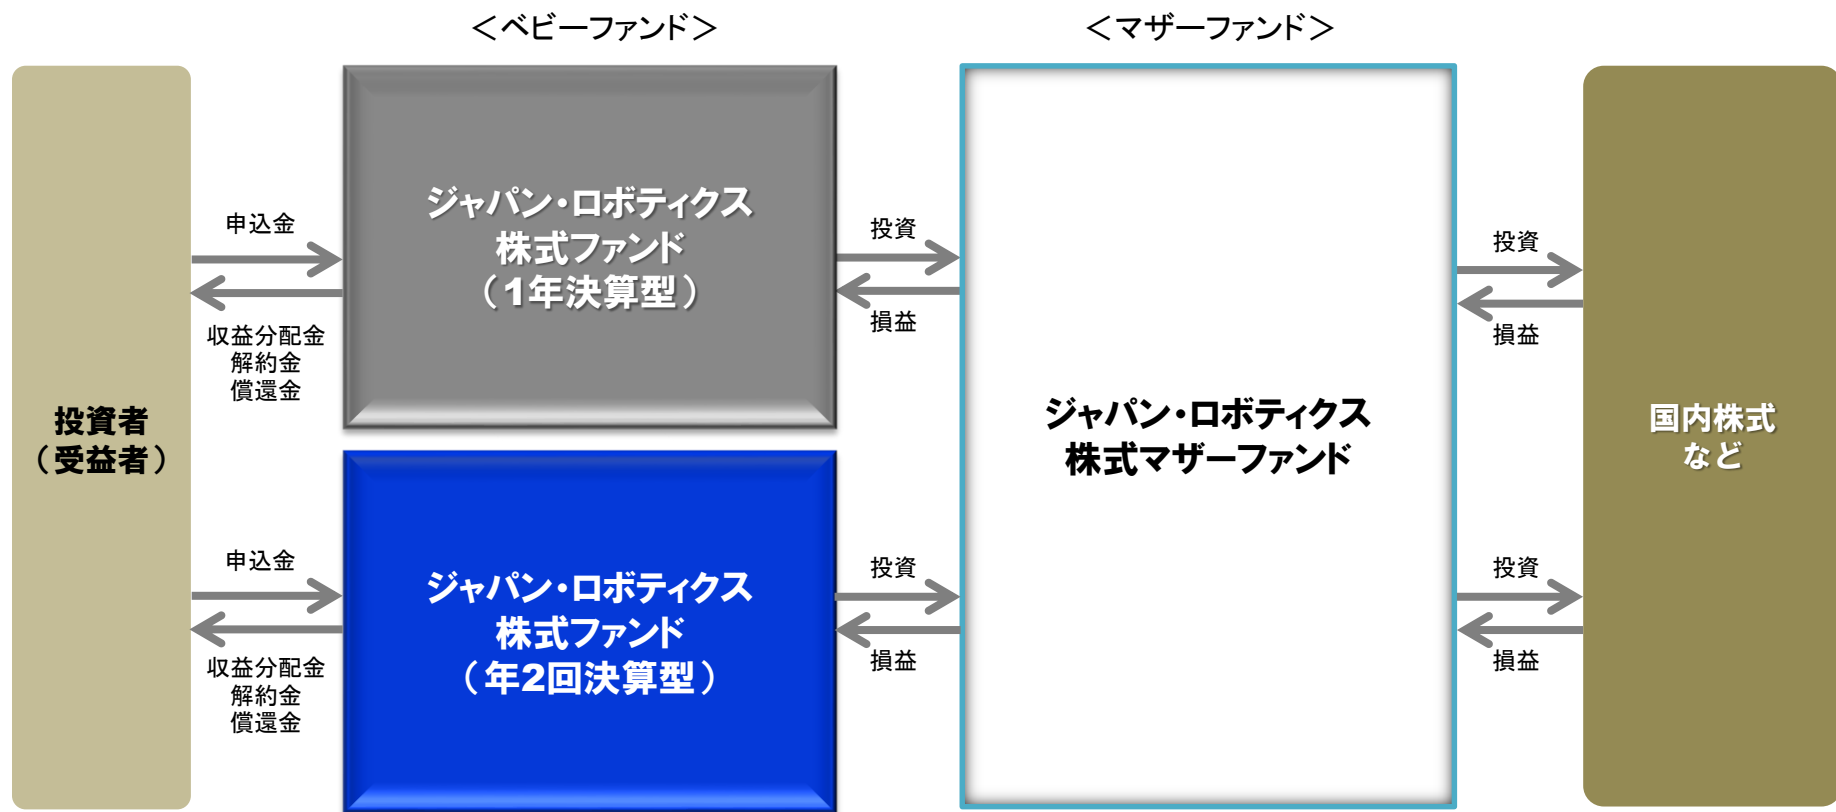 ＜ベビーファンド＞
＜マザーファンド＞
投資者
（受益者）
申込金
収益分配金
解約金
償還金
ジャパン・ロボティクス
株式ファンド
（1年決算型）
投資
損益
申込金
収益分配金
解約金
償還金
ジャパン・ロボティクス
株式ファンド
（年2回決算型）
投資
損益
ジャパン・ロボティクス
株式マザーファンド
投資
損益
投資
損益
国内株式
など